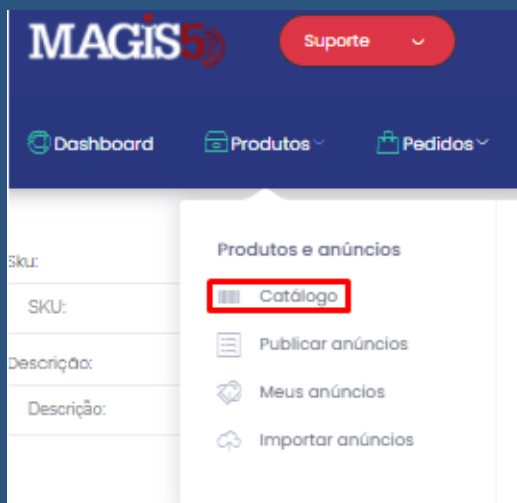 MAGIS5
Suporte
Dashboard
Produtos
Pedidos
Sku:
SKU:
Descrição:
Descrição:
Produtos e anúncios
Catálogo
Publicar anúncios
Meus anúncios
Importar anúncios